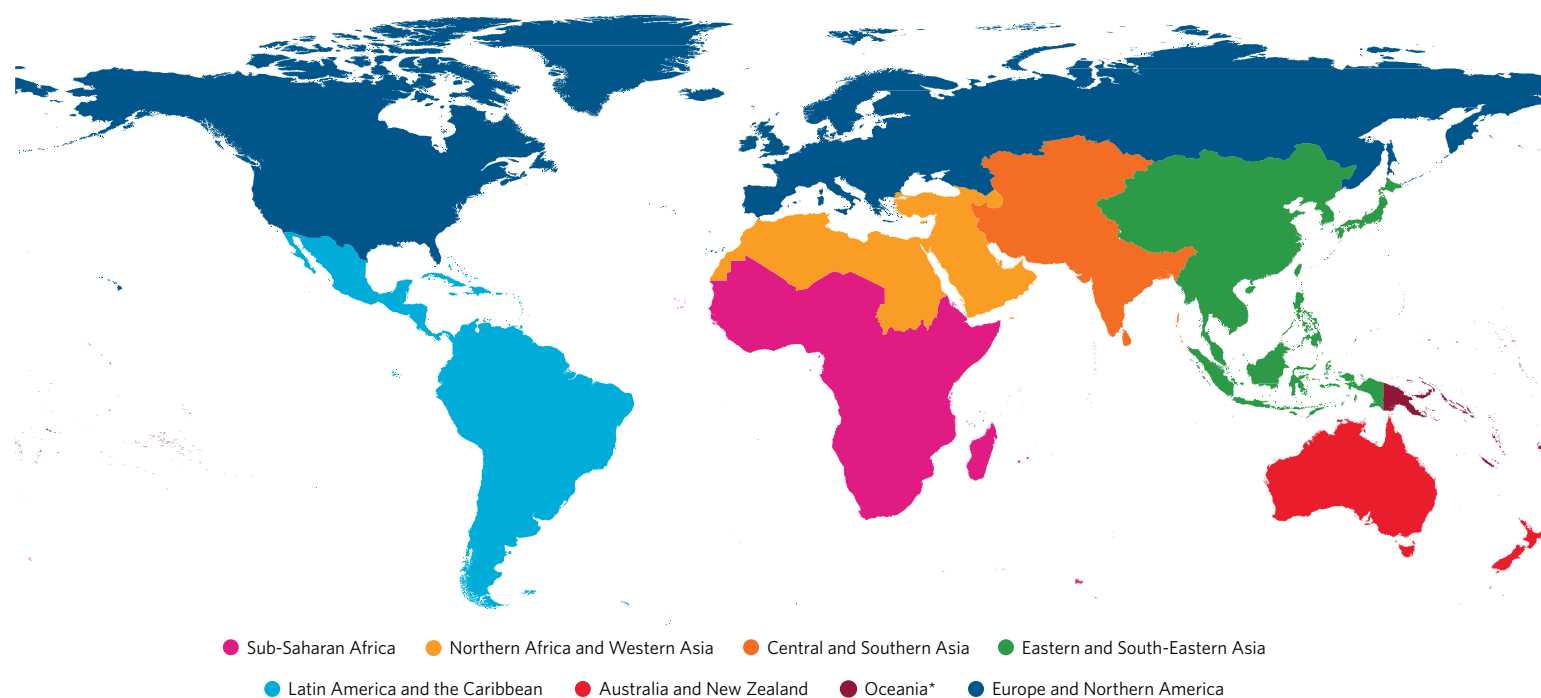 Sub-Saharan Africa Northern Africa and Western Asia Central and Southern Asia Eastern and South-Eastern Asia
Latin America and the Caribbean Australia and New Zealand Oceania* Europe and Northern America